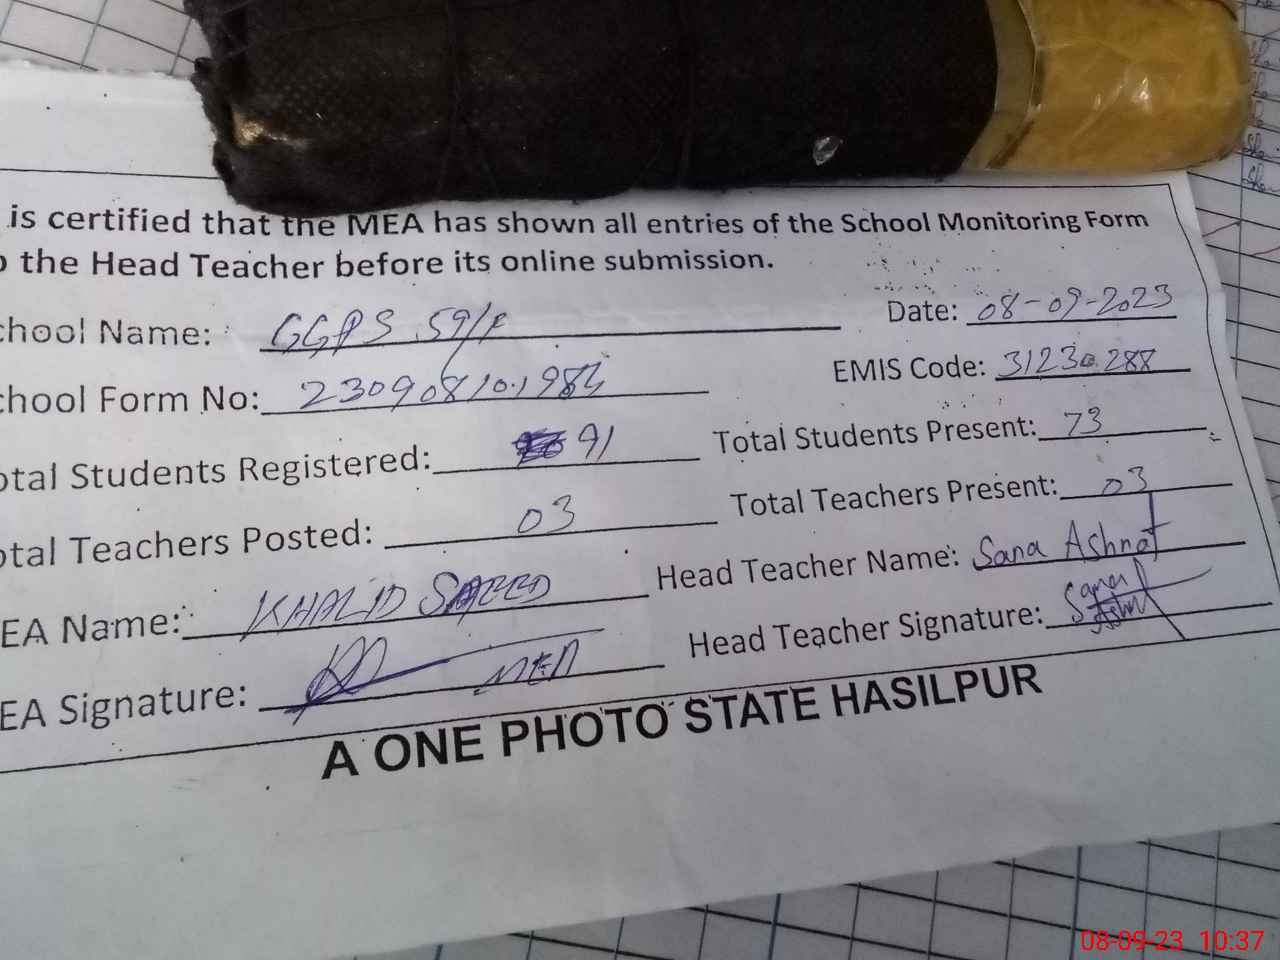 is certified that the MEA has shown all entries of the School Monitoring Form
the Head Teacher before its online submission.
Date: 08-09-2023
chool Name: GGPS 59/F
EMIS Code: 31230288
chool Form No: 230908101984
otal Students Registered: 91
Total Students Present: 73
otal Teachers Posted: 03
Total Teachers Present: 03
EA Name: KHALID SAEED
Head Teacher Name: Sana Ashraf
EA Signature: MEA
Head Teacher Signature: Sana
A ONE PHOTO STATE HASILPUR
08-09-23 10:37